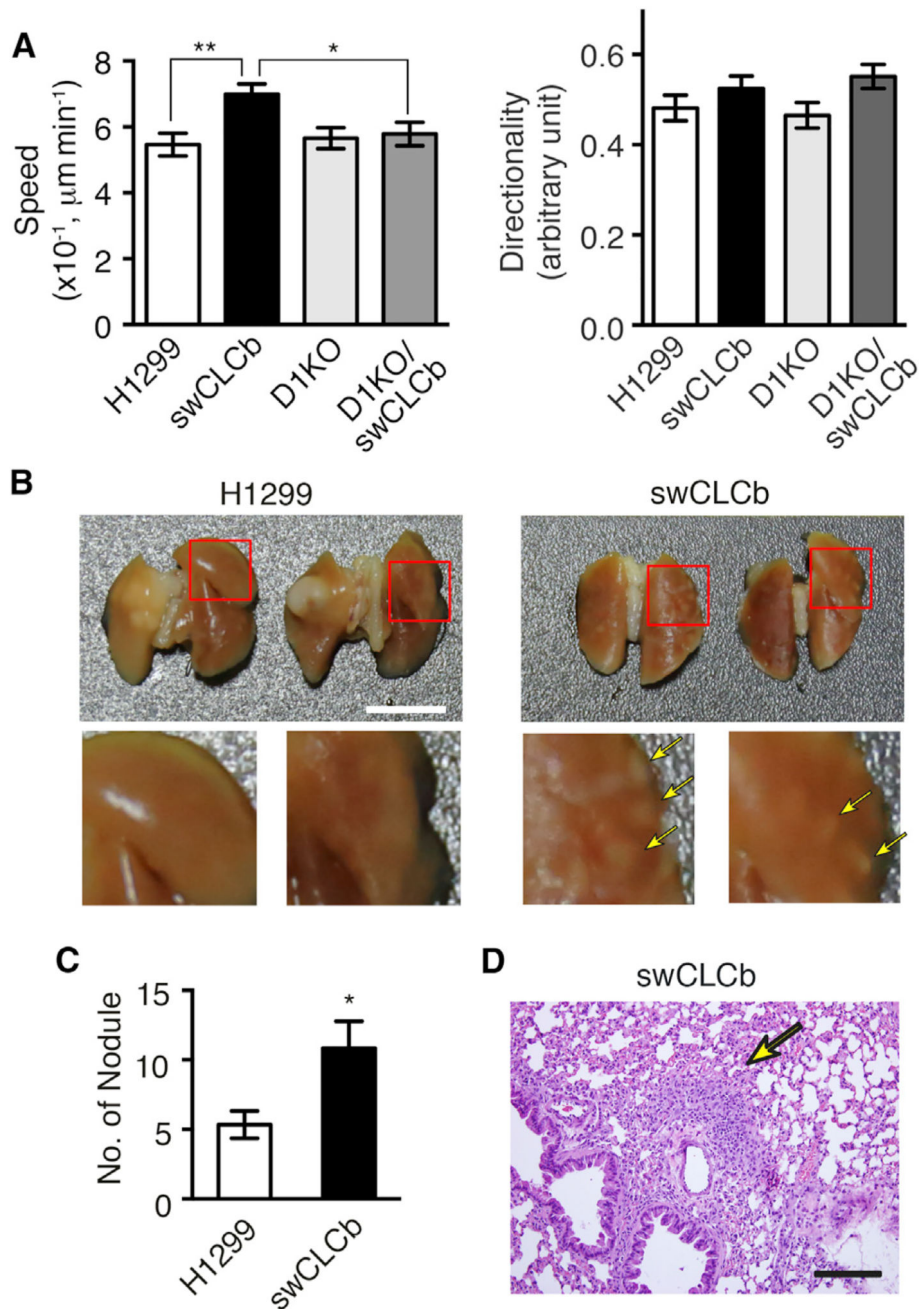 A
Speed
(x10⁻¹, µm min⁻¹)
8
6
4
2
0
**
*
H1299
swCLCb
D1KO
D1KO/
swCLCb
Directionality
(arbitrary unit)
0.6
0.4
0.2
0.0
H1299
swCLCb
D1KO
D1KO/
swCLCb
B
H1299
swCLCb
C
No. of Nodule
15
10
5
0
*
H1299
swCLCb
D
swCLCb